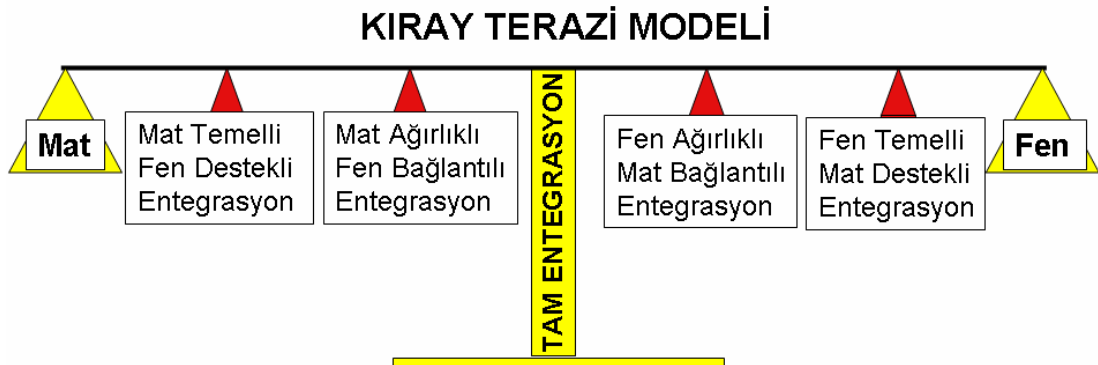 KIRAY TERAZİ MODELİ
Mat
Mat Temelli
Fen Destekli
Entegrasyon
Mat Ağırlıklı
Fen Bağlantılı
Entegrasyon
TAM ENTEGRASYON
Fen Ağırlıklı
Mat Bağlantılı
Entegrasyon
Fen Temelli
Mat Destekli
Entegrasyon
Fen